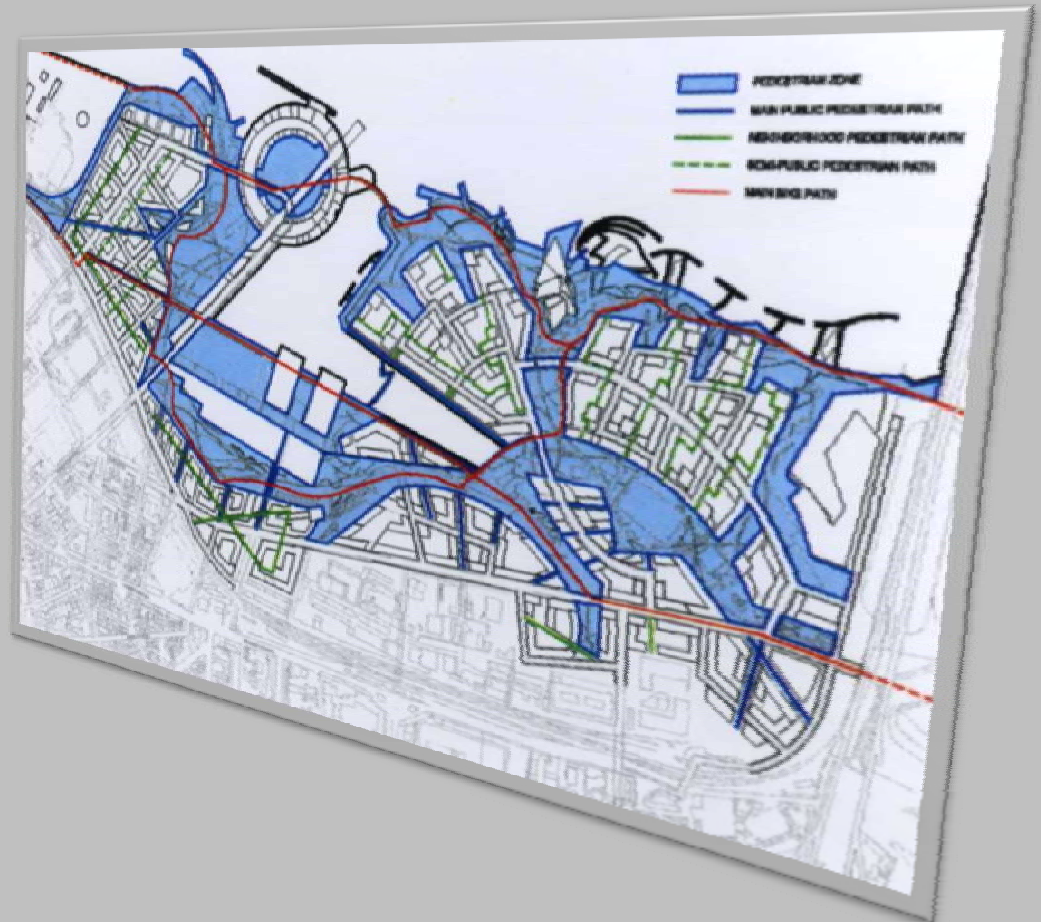 PEDESTRIAN ZONE
MAIN PUBLIC PEDESTRIAN PATH
NEIGHBORHOOD PEDESTRIAN PATH
SEMI-PUBLIC PEDESTRIAN PATH
MAIN BIKE PATH